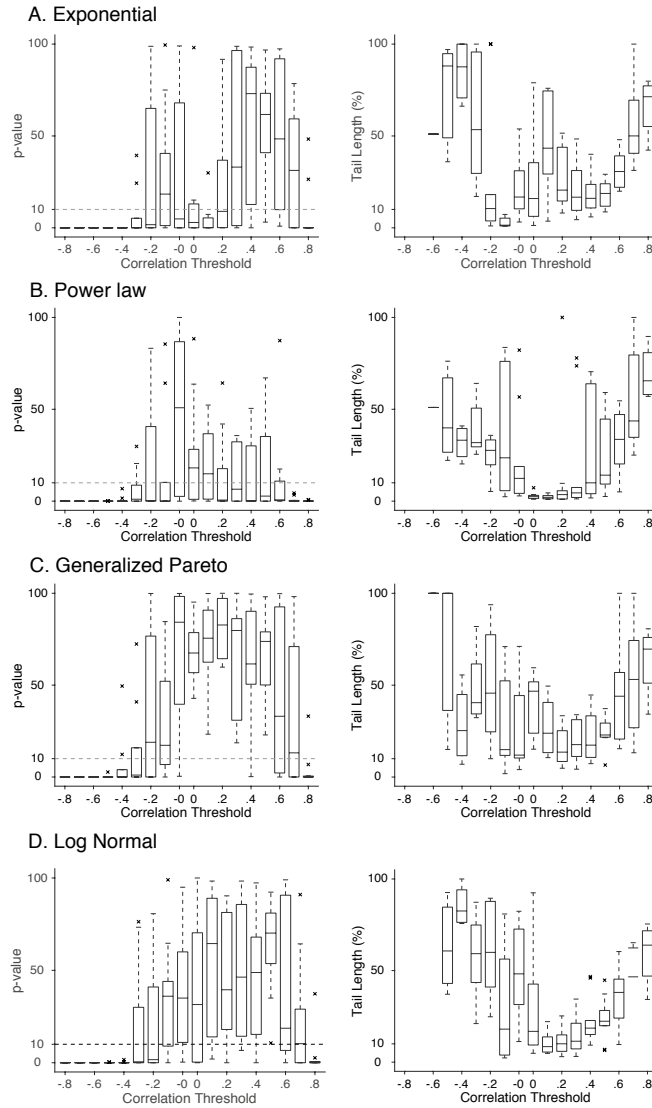 A. Exponential
100
50
10
0
p-value
-.8 -.6 -.4 -.2 -0 0 .2 .4 .6 .8
Correlation Threshold
100
50
10
0
Tail Length (%)
-.8 -.6 -.4 -.2 -0 0 .2 .4 .6 .8
Correlation Threshold
B. Power law
100
50
10
0
p-value
-.8 -.6 -.4 -.2 -0 0 .2 .4 .6 .8
Correlation Threshold
100
50
10
0
Tail Length (%)
-.8 -.6 -.4 -.2 -0 0 .2 .4 .6 .8
Correlation Threshold
C. Generalized Pareto
100
50
10
0
p-value
-.8 -.6 -.4 -.2 -0 0 .2 .4 .6 .8
Correlation Threshold
100
50
10
0
Tail Length (%)
-.8 -.6 -.4 -.2 -0 0 .2 .4 .6 .8
Correlation Threshold
D. Log Normal
100
50
10
0
p-value
-.8 -.6 -.4 -.2 -0 0 .2 .4 .6 .8
Correlation Threshold
100
50
10
0
Tail Length (%)
-.8 -.6 -.4 -.2 -0 0 .2 .4 .6 .8
Correlation Threshold